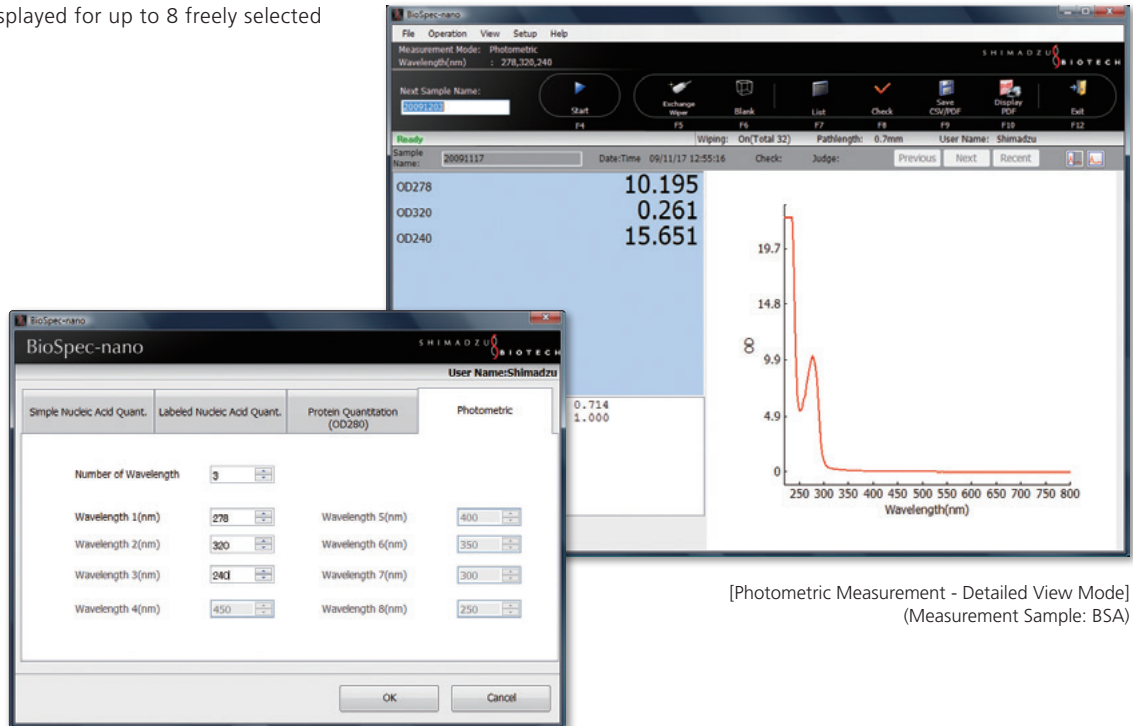 splayed for up to 8 freely selected
BioSpec-nano
File Operation View Setup Help
Measurement Mode: Photometric
Wavelength(nm) : 278,320,240
SHIMADZU BIOTECH
Next Sample Name:
20091203
Start
F4
Exchange Wiper
F5
Blank
F6
List
F7
Check
F8
Save CSV/PDF
F9
Display PDF
F10
Exit
F12
Ready Wiping: On(Total 32) Pathlength: 0.7mm User Name: Shimadzu
Sample Name: 20091117 Date:Time 09/11/17 12:55:16 Check: Judge: Previous Next Recent
OD278 10.195
OD320 0.261
OD240 15.651
0.714
1.000
19.7
14.8
9.9
4.9
0
OD
250 300 350 400 450 500 550 600 650 700 750 800
Wavelength(nm)
BioSpec-nano
BioSpec-nano
SHIMADZU BIOTECH
User Name:Shimadzu
Simple Nucleic Acid Quant. Labeled Nucleic Acid Quant. Protein Quantitation (OD280) Photometric
Number of Wavelength 3
Wavelength 1(nm) 278 Wavelength 5(nm) 400
Wavelength 2(nm) 320 Wavelength 6(nm) 350
Wavelength 3(nm) 240 Wavelength 7(nm) 300
Wavelength 4(nm) 450 Wavelength 8(nm) 250
OK Cancel
[Photometric Measurement - Detailed View Mode]
(Measurement Sample: BSA)